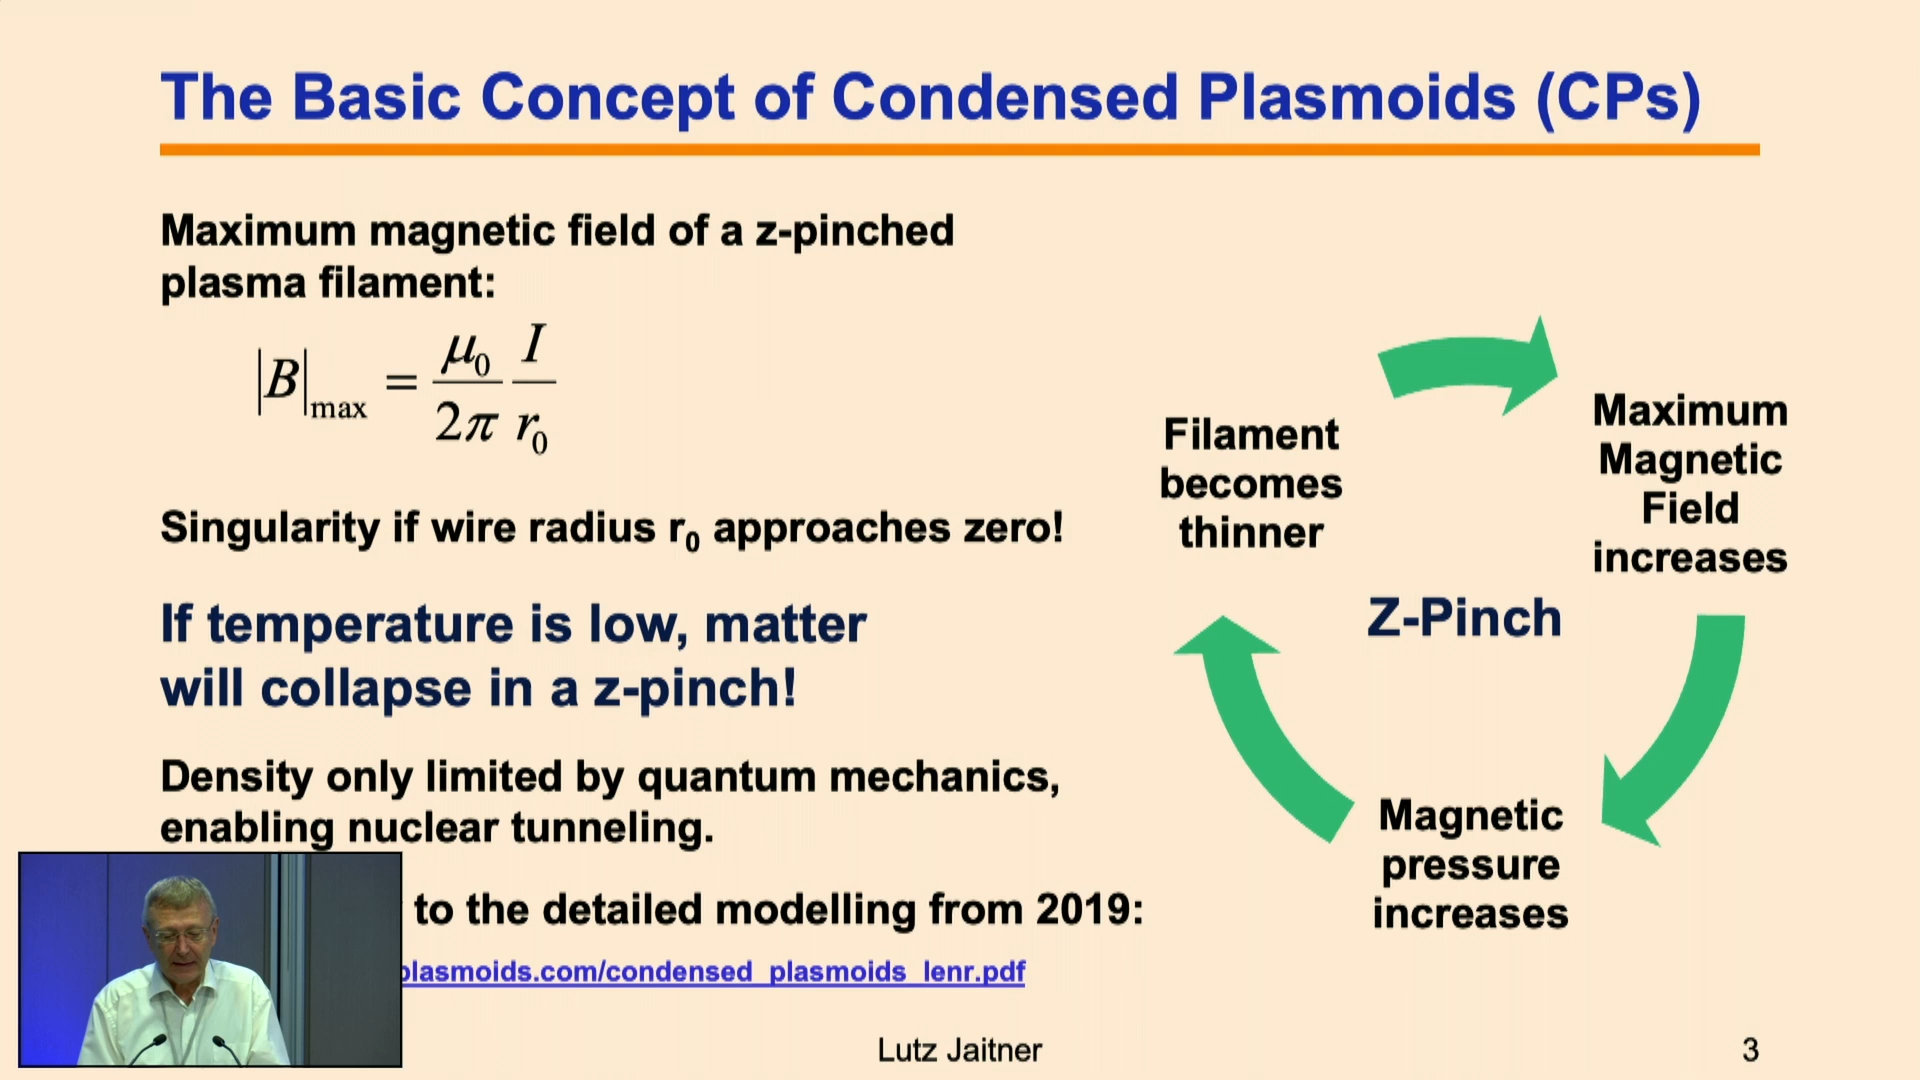 The Basic Concept of Condensed Plasmoids (CPs)
Maximum magnetic field of a z-pinched
plasma filament:
|B|max = μ0/2π I/r0
Singularity if wire radius r0 approaches zero!
If temperature is low, matter
will collapse in a z-pinch!
Density only limited by quantum mechanics,
enabling nuclear tunneling.
to the detailed modelling from 2019:
plasmoids.com/condensed_plasmoids_lenr.pdf
Filament
becomes
thinner
Maximum
Magnetic
Field
increases
Z-Pinch
Magnetic
pressure
increases
Lutz Jaitner
3